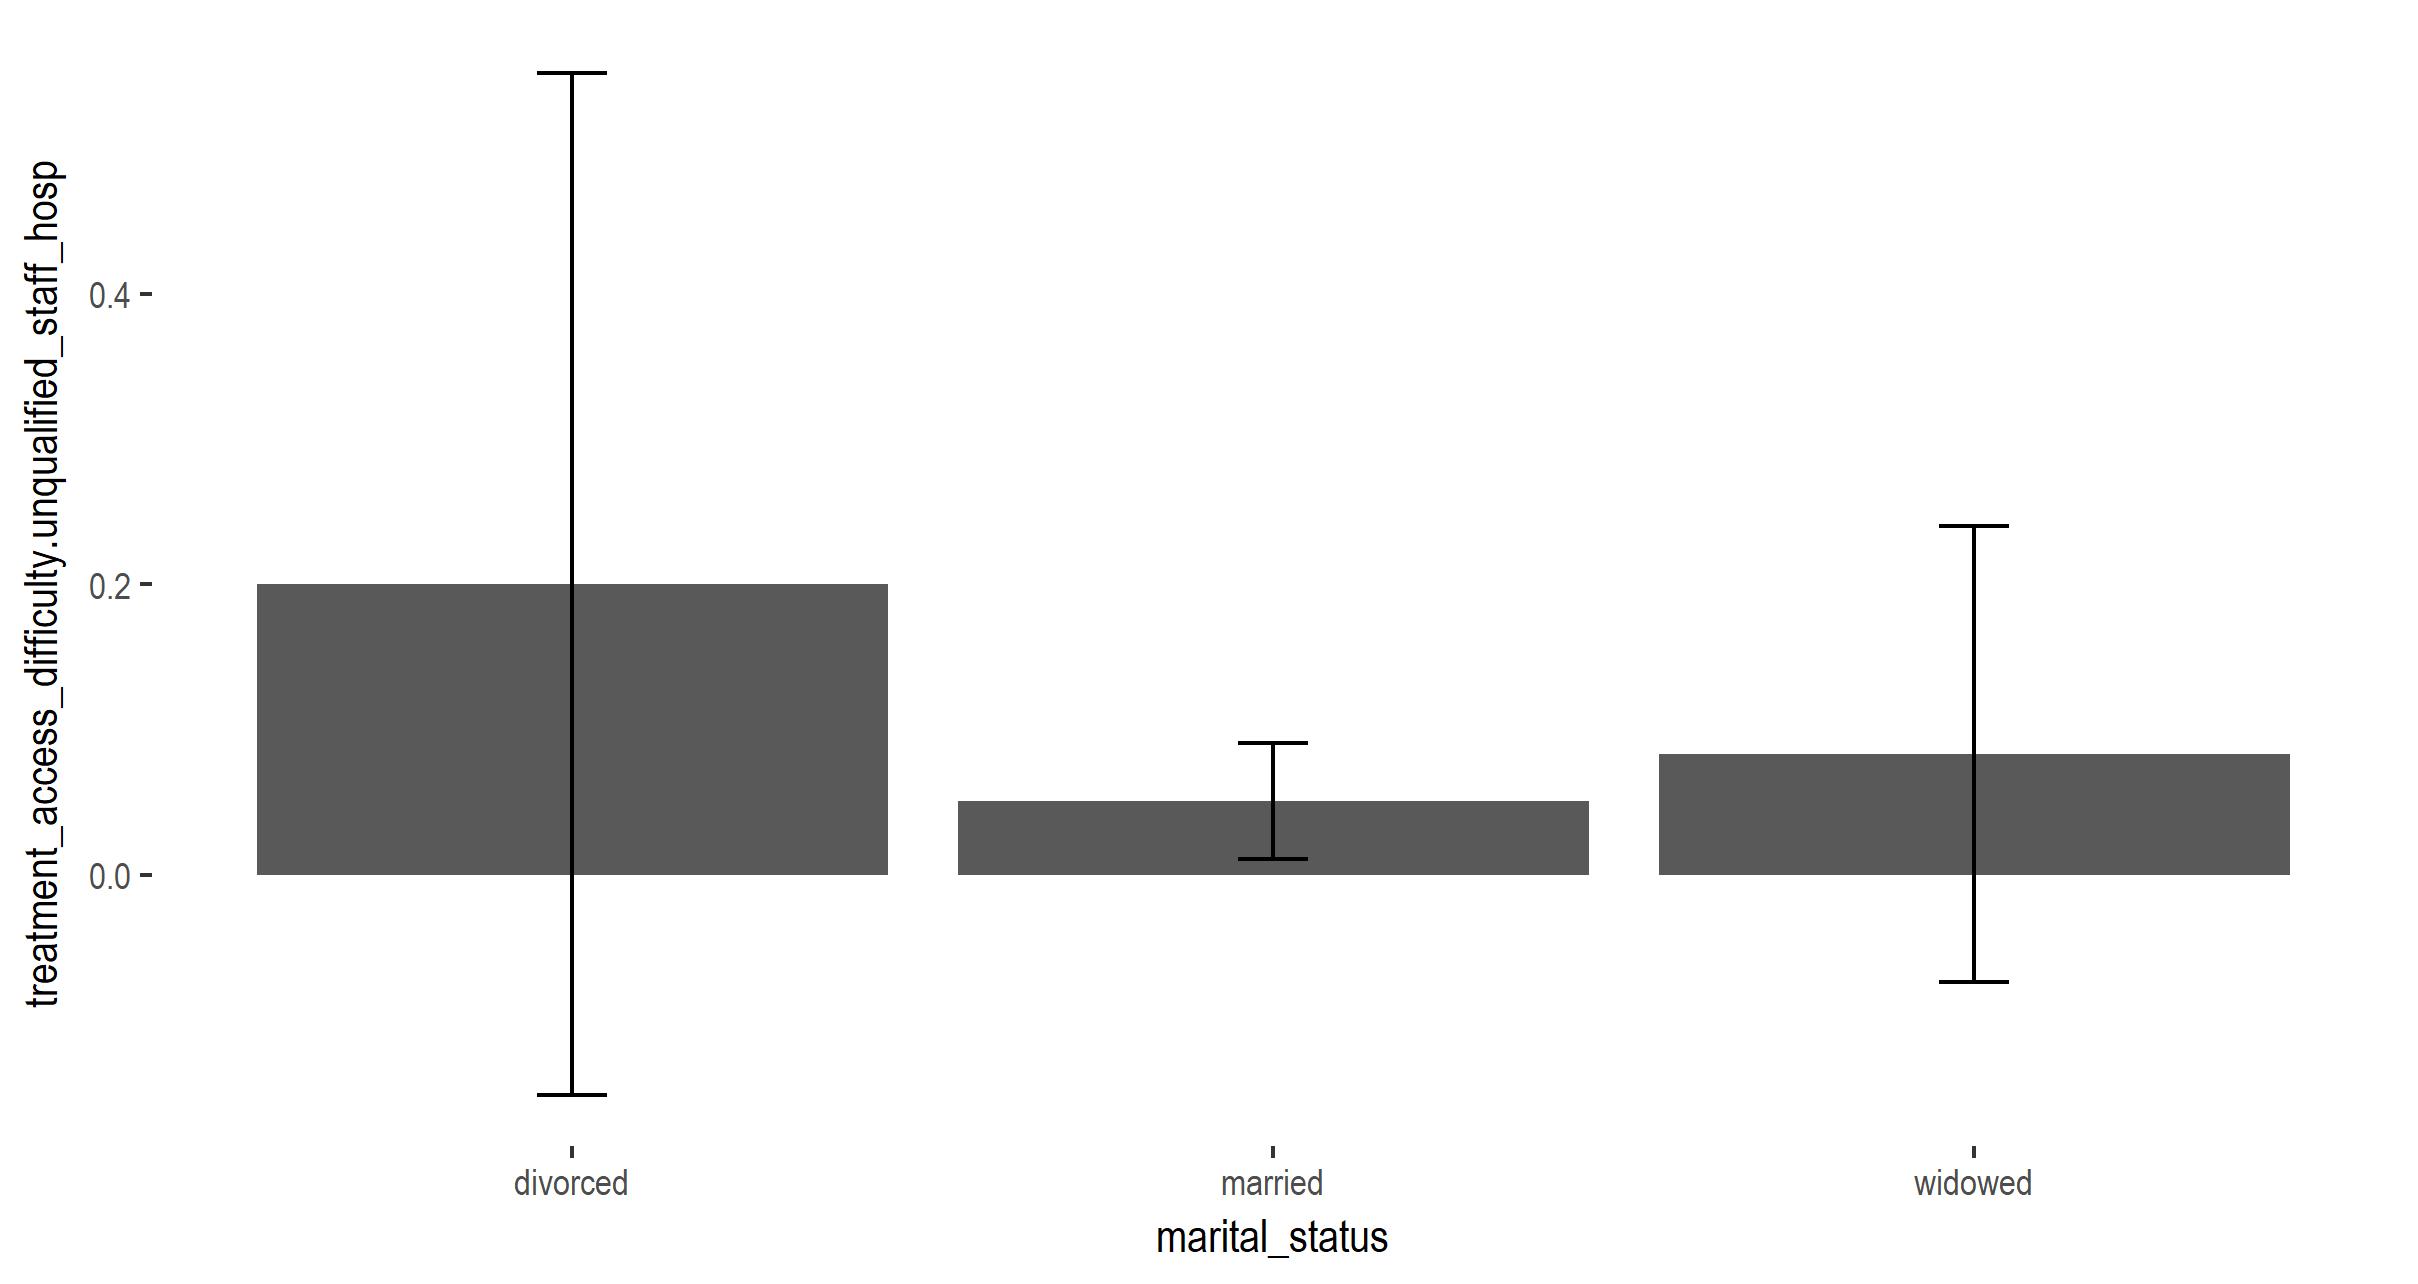 treatment_access_difficulty.unqualified_staff_hosp
0.4
0.2
0.0
divorced
married
widowed
marital_status